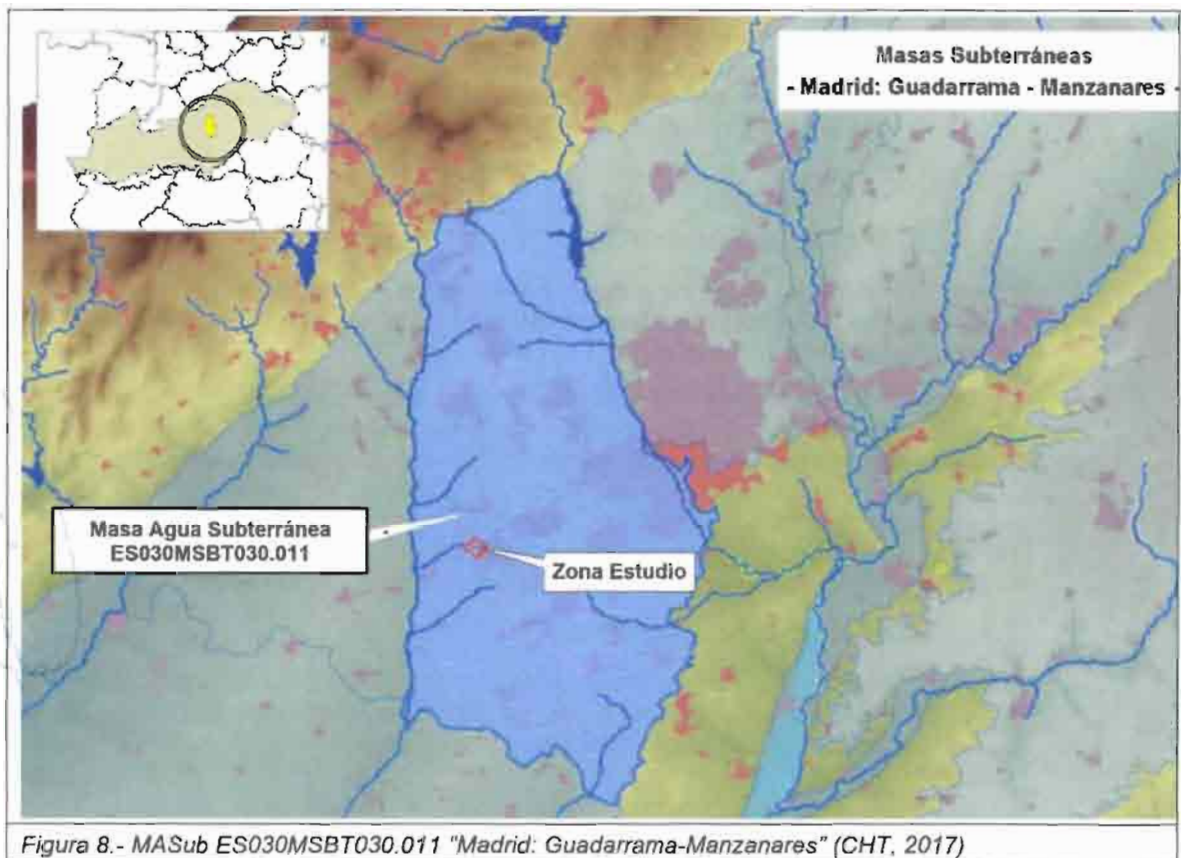 Masas Subterráneas
- Madrid: Guadarrama - Manzanares -
Masa Agua Subterránea
ES030MSBT030.011
Zona Estudio
Figura 8.- MASub ES030MSBT030.011 "Madrid: Guadarrama-Manzanares" (CHT, 2017)